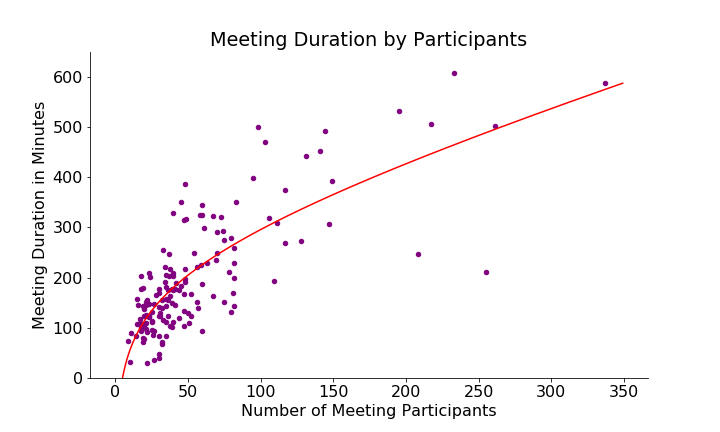 Meeting Duration by Participants
Meeting Duration in Minutes
600
500
400
300
200
100
0
0 50 100 150 200 250 300 350
Number of Meeting Participants